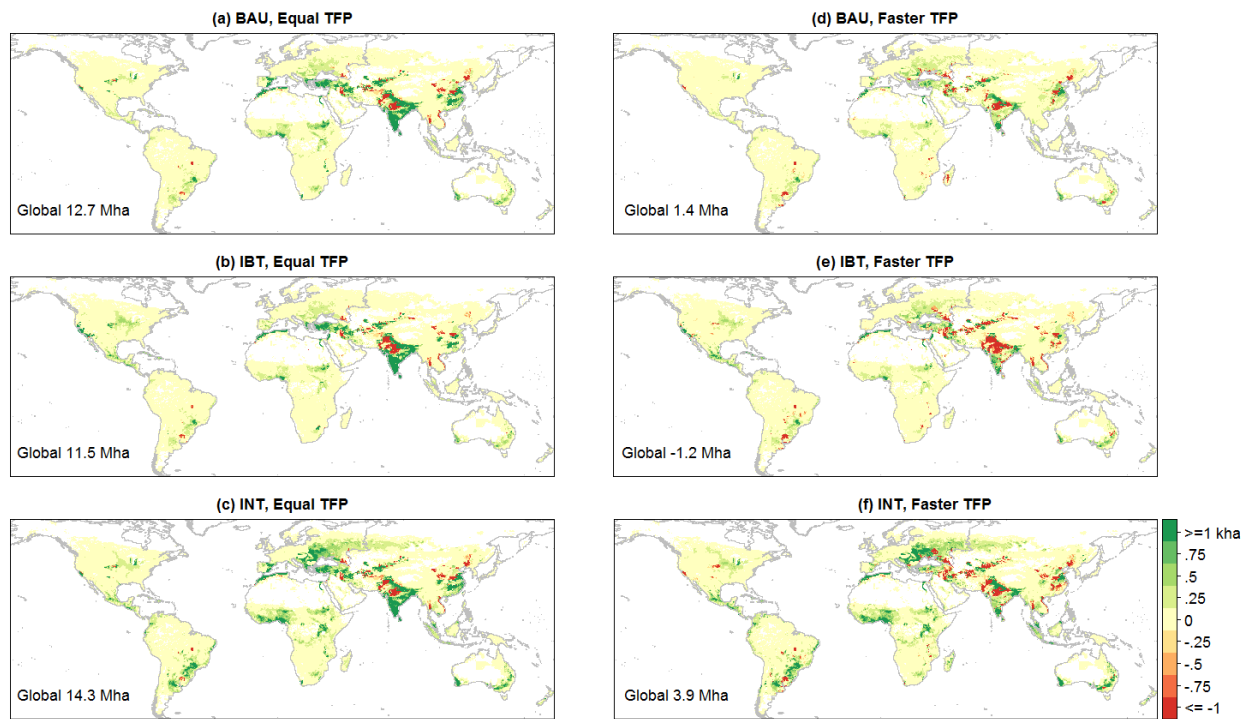 (a) BAU, Equal TFP
(d) BAU, Faster TFP
Global 12.7 Mha
Global 1.4 Mha
(b) IBT, Equal TFP
(e) IBT, Faster TFP
Global 11.5 Mha
Global -1.2 Mha
(c) INT, Equal TFP
(f) INT, Faster TFP
Global 14.3 Mha
Global 3.9 Mha
>=1 kha
.75
.5
.25
0
-.25
-.5
-.75
<= -1